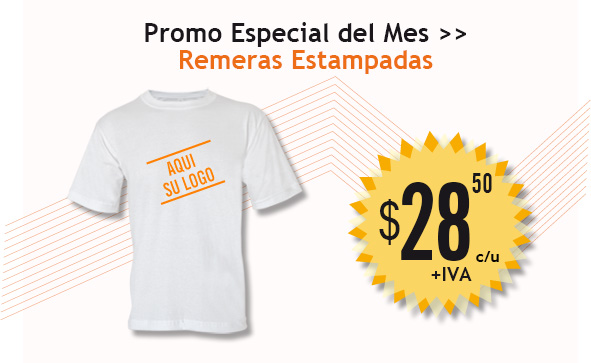 Promo Especial del Mes >>
Remeras Estampadas
AQUI
SU LOGO
$28 50
c/u
+IVA